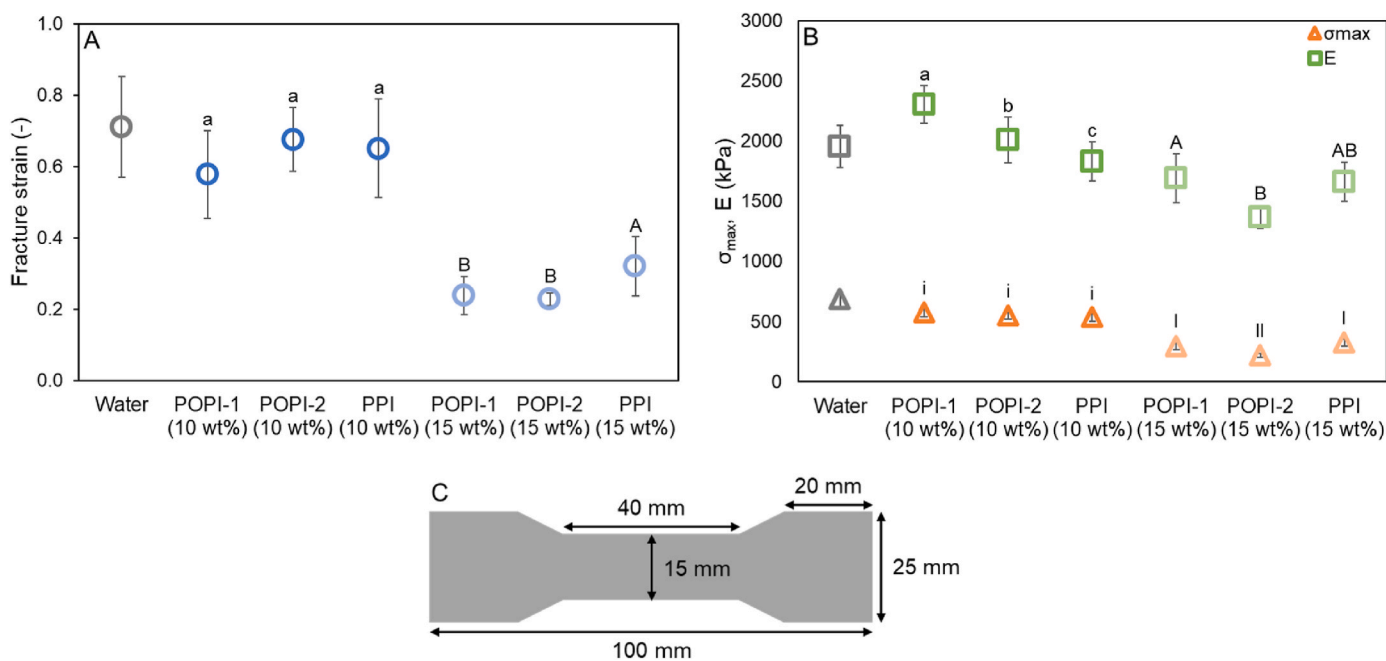 A
Fracture strain (-)
1.0
0.8
0.6
0.4
0.2
0.0
a
a
a
B
B
A
Water
POPI-1
(10 wt%)
POPI-2
(10 wt%)
PPI
(10 wt%)
POPI-1
(15 wt%)
POPI-2
(15 wt%)
PPI
(15 wt%)
B
σmax, E (kPa)
3000
2500
2000
1500
1000
500
0
σmax
E
a
b
c
A
B
AB
i
i
i
I
II
I
Water
POPI-1
(10 wt%)
POPI-2
(10 wt%)
PPI
(10 wt%)
POPI-1
(15 wt%)
POPI-2
(15 wt%)
PPI
(15 wt%)
C
20 mm
40 mm
15 mm
25 mm
100 mm